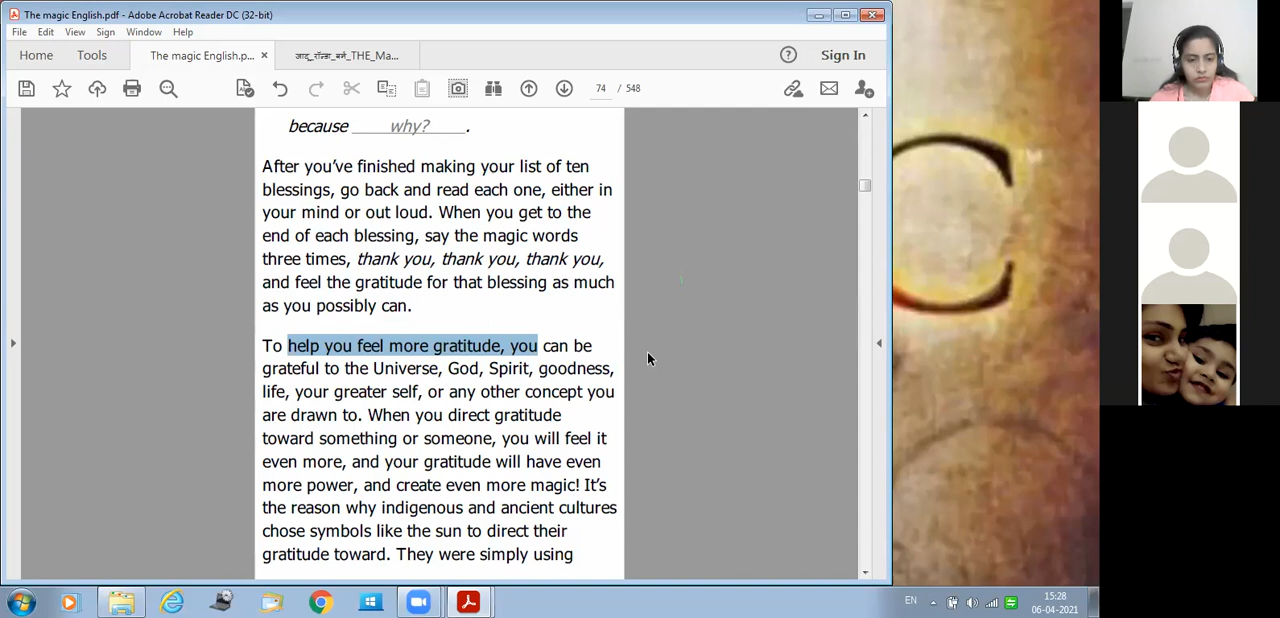 The magic English.pdf - Adobe Acrobat Reader DC (32-bit)
File Edit View Sign Window Help
Home Tools The magic English.p... × जादू_रॉन्डा_बर्न_THE_Ma... ? Sign In
74 / 548
because why? .
After you've finished making your list of ten
blessings, go back and read each one, either in
your mind or out loud. When you get to the
end of each blessing, say the magic words
three times, thank you, thank you, thank you,
and feel the gratitude for that blessing as much
as you possibly can.
To help you feel more gratitude, you can be
grateful to the Universe, God, Spirit, goodness,
life, your greater self, or any other concept you
are drawn to. When you direct gratitude
toward something or someone, you will feel it
even more, and your gratitude will have even
more power, and create even more magic! It's
the reason why indigenous and ancient cultures
chose symbols like the sun to direct their
gratitude toward. They were simply using
EN 15:28
06-04-2021